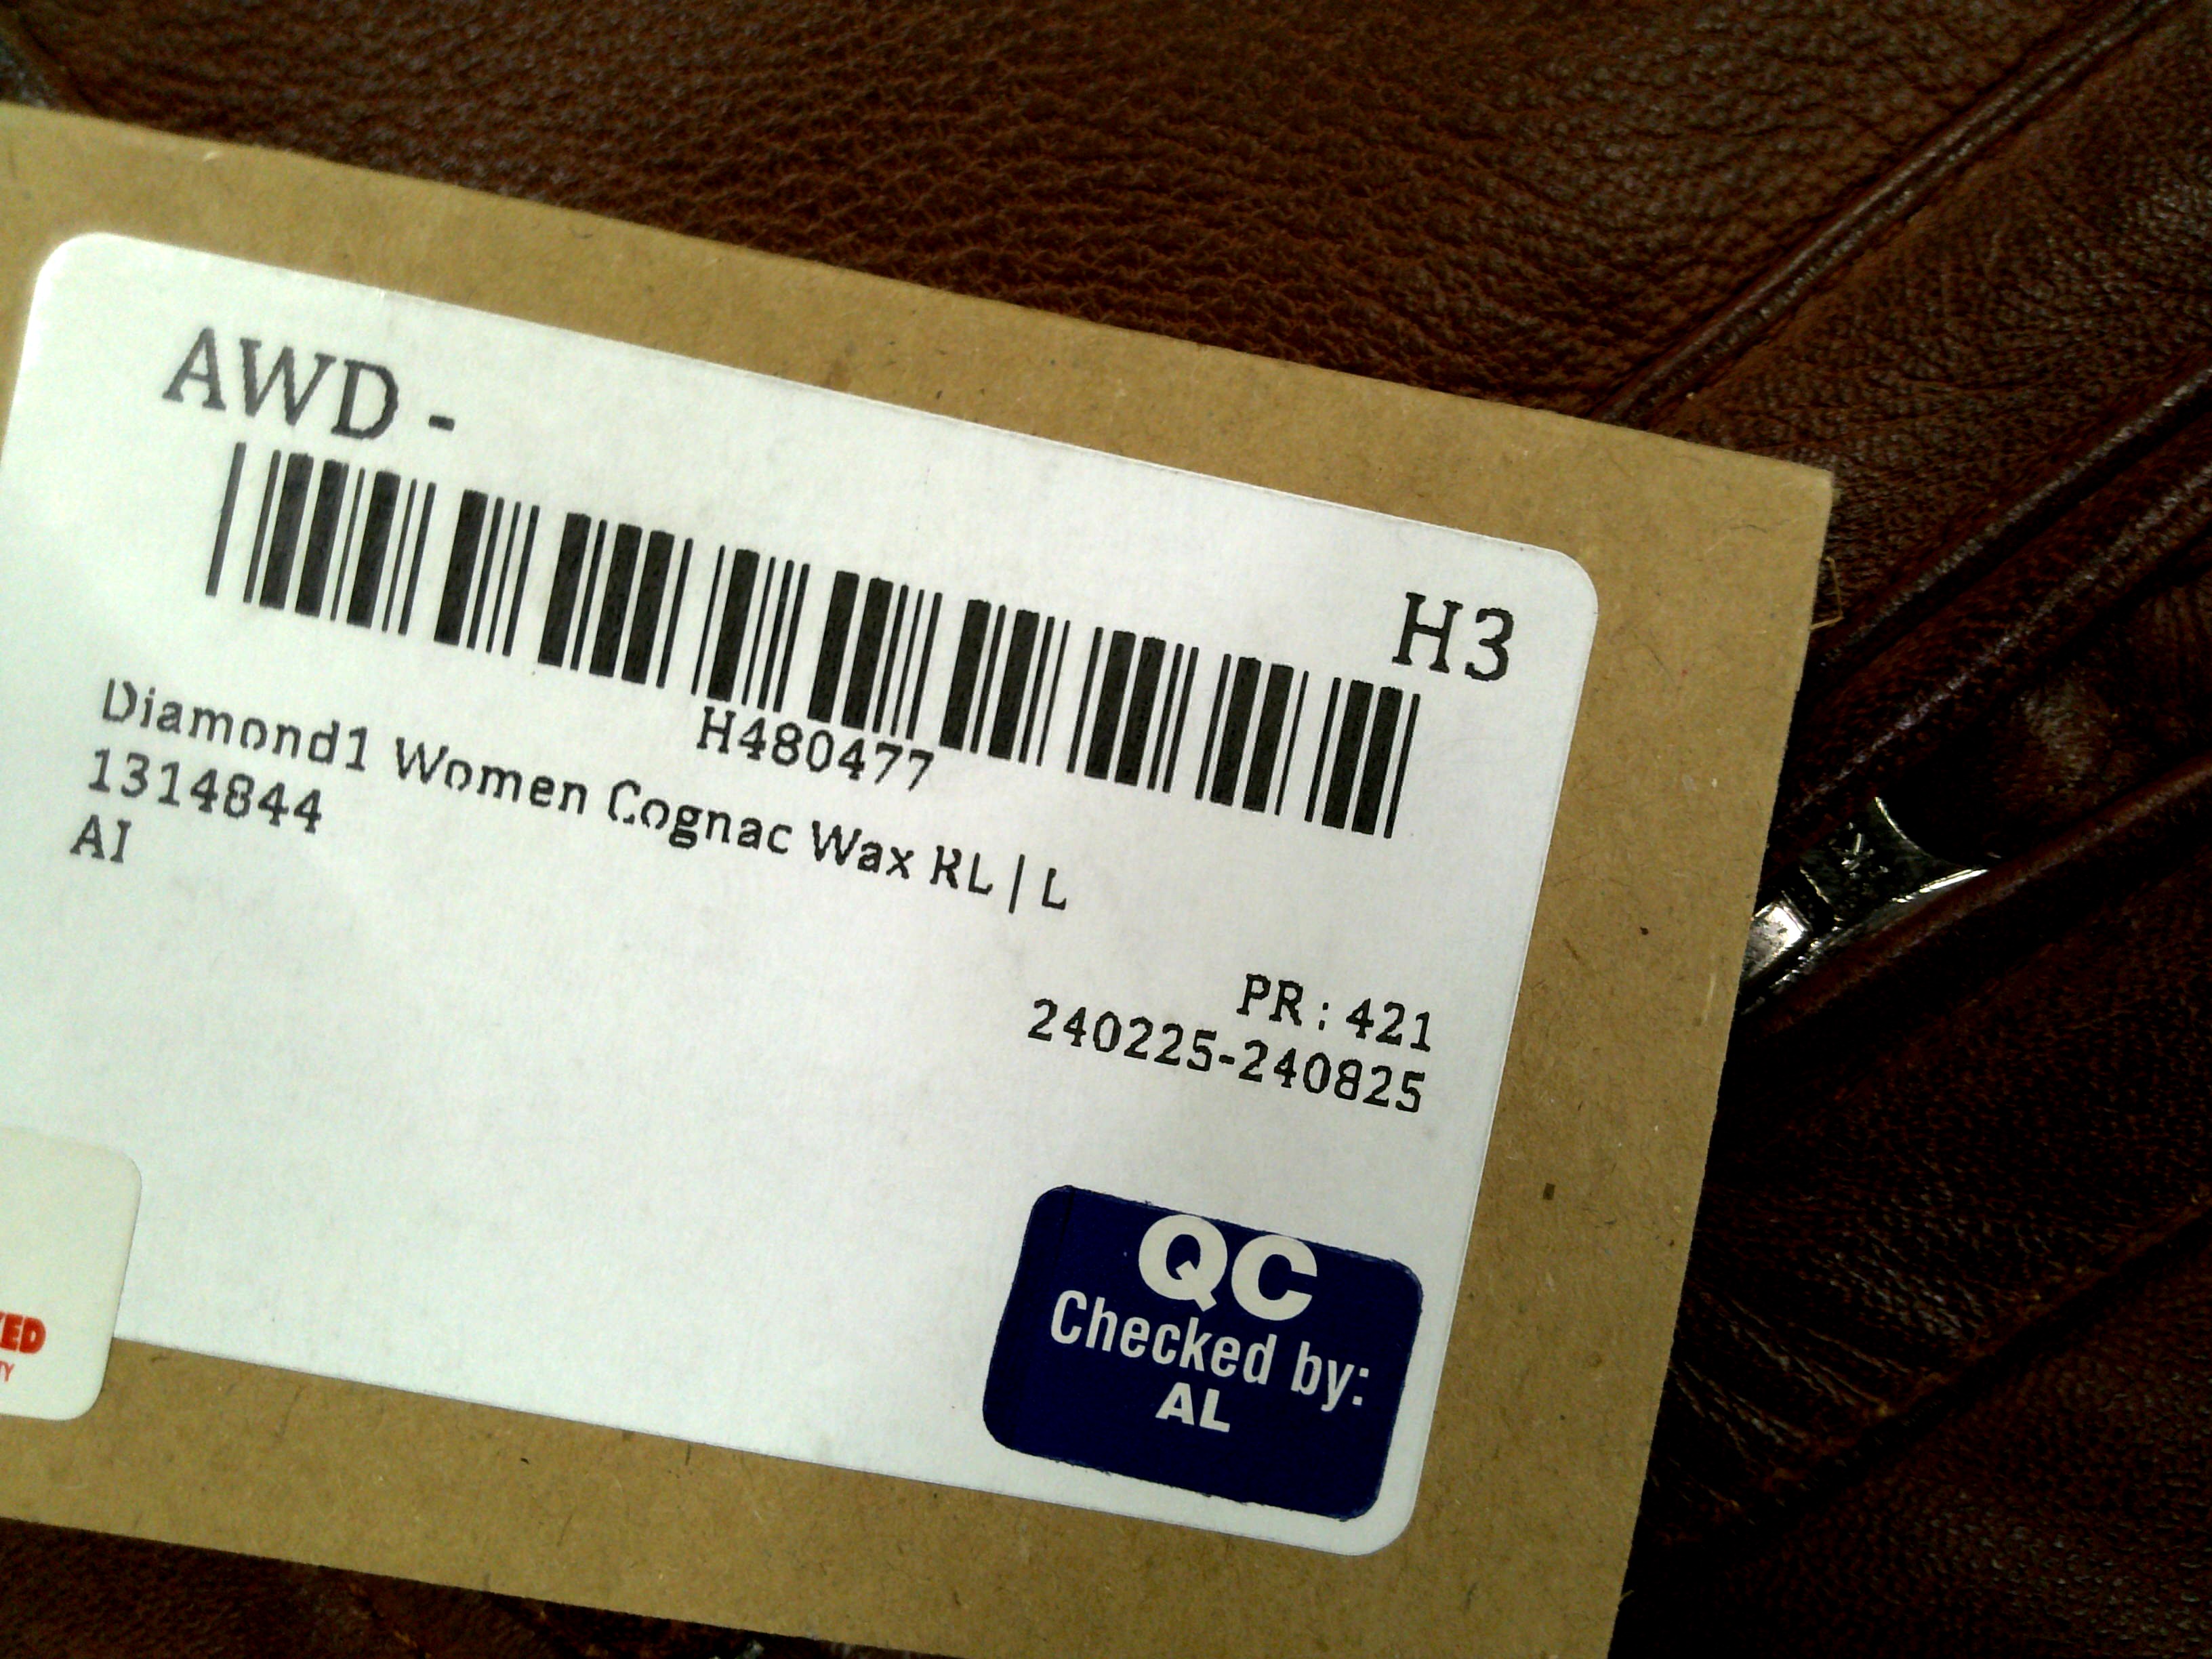 AWD -
H3
H480477
Diamond1 Women Cognac Wax RL | L
1314844
AI
PR : 421
240225-240825
QC
Checked by:
AL